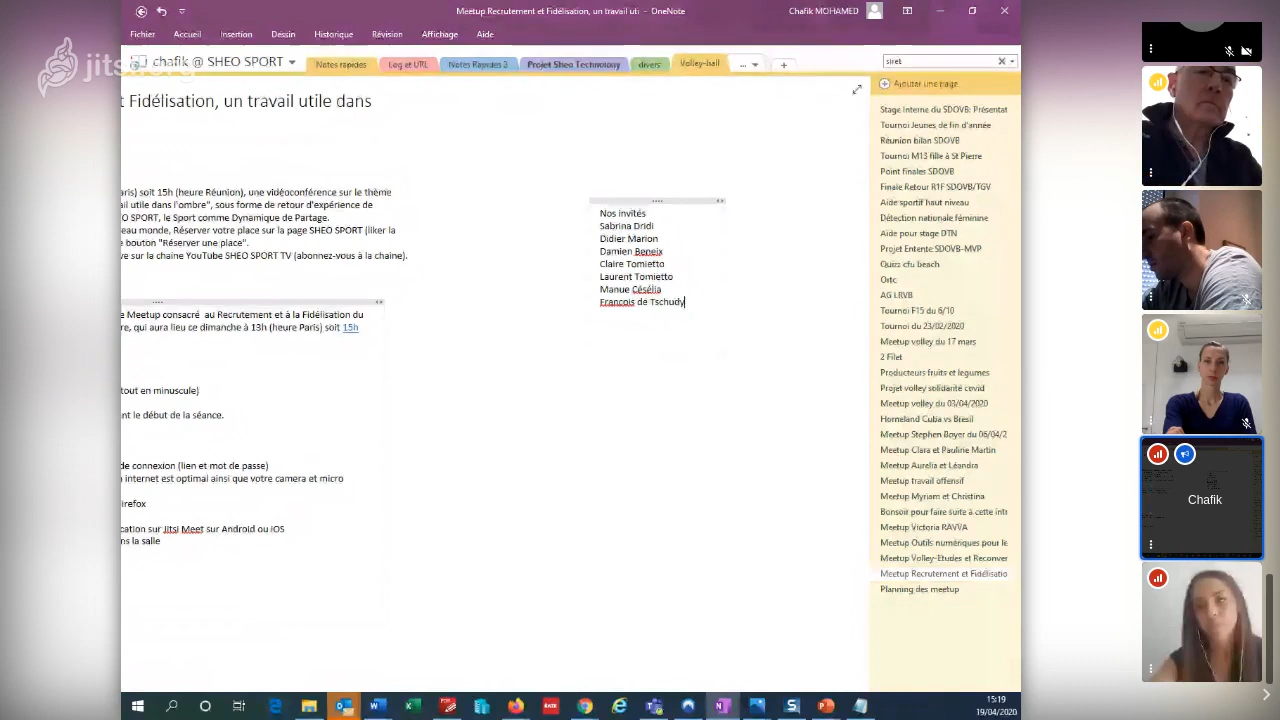 Meetup Recrutement et Fidélisation, un travail uti - OneNote
Chafik MOHAMED
Fichier Accueil Insertion Dessin Historique Révision Affichage Aide
jitsi.org
chafik @ SHEO SPORT
Notes rapides
Log et URL
Notes Rapides 3
Projet Sheo Technology
divers
Volley-ball
...
sirek
t Fidélisation, un travail utile dans
Ajouter une page
aris) soit 15h (heure Réunion), une vidéoconférence sur le thème
ail utile dans l'ombre", sous forme de retour d'expérience de
O SPORT, le Sport comme Dynamique de Partage.
eau monde, Réservez votre place sur la page SHEO SPORT (liker la
e bouton "Réserver une place".
ve sur la chaine YouTube SHEO SPORT TV (abonnez-vous à la chaine).
Meetup consacré au Recrutement et à la Fidélisation du
re, qui aura lieu ce dimanche à 13h (heure Paris) soit 15h
tout en minuscule)
nt le début de la séance.
de connexion (lien et mot de passe)
n internet est optimal ainsi que votre camera et micro
irefox
cation sur Jitsi Meet sur Android ou iOS
ns la salle
Nos invités
Sabrina Dridi
Didier Marion
Damien Beneix
Claire Tomietto
Laurent Tomietto
Manue Césélia
Francois de Tschudy
Stage Interne du SDOVB: Présentat
Tournoi Jeunes de fin d'année
Réunion bilan SDOVB
Tournoi M13 fille à St Pierre
Point finales SDOVB
Finale Retour R1F SDOVB/TGV
Aide sportif haut niveau
Détection nationale féminine
Aide pour stage DTN
Projet Entente SDOVB-MVP
Quizs cfu beach
AG LRVB
Tournoi F15 du 6/10
Tournoi du 23/02/2020
Meetup volley du 17 mars
2 Filet
Producteurs fruits et legumes
Projet volley solidarité covid
Meetup volley du 03/04/2020
Homeland Cuba vs Bresil
Meetup Stephen Boyer du 06/04/2
Meetup Clara et Pauline Martin
Meetup Aurelia et Léandra
Meetup travail offensif
Meetup Myriam et Christina
Bonsoir pour faire suite à cette intr
Meetup Victoria RAVVA
Meetup Outils numériques pour le
Meetup Volley-Etudes et Reconver
Meetup Recrutement et Fidélisatio
Planning des meetup
Chafik
15:19
19/04/2020